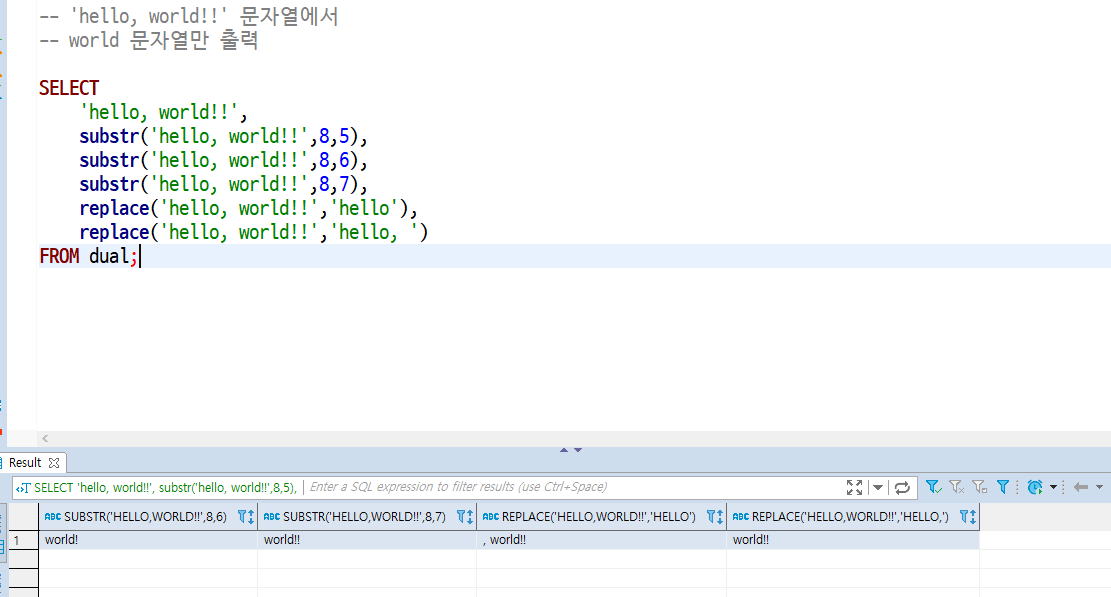 -- 'hello, world!!' 문자열에서
-- world 문자열만 출력
SELECT
'hello, world!!',
substr('hello, world!!',8,5),
substr('hello, world!!',8,6),
substr('hello, world!!',8,7),
replace('hello, world!!','hello'),
replace('hello, world!!','hello, ')
FROM dual;
Result
SELECT 'hello, world!!', substr('hello, world!!',8,5), Enter a SQL expression to filter results (use Ctrl+Space)
ABC SUBSTR('HELLO,WORLD!!',8,6) ABC SUBSTR('HELLO,WORLD!!',8,7) ABC REPLACE('HELLO,WORLD!!','HELLO') ABC REPLACE('HELLO,WORLD!!','HELLO,')
1 world! world!! , world!! world!!